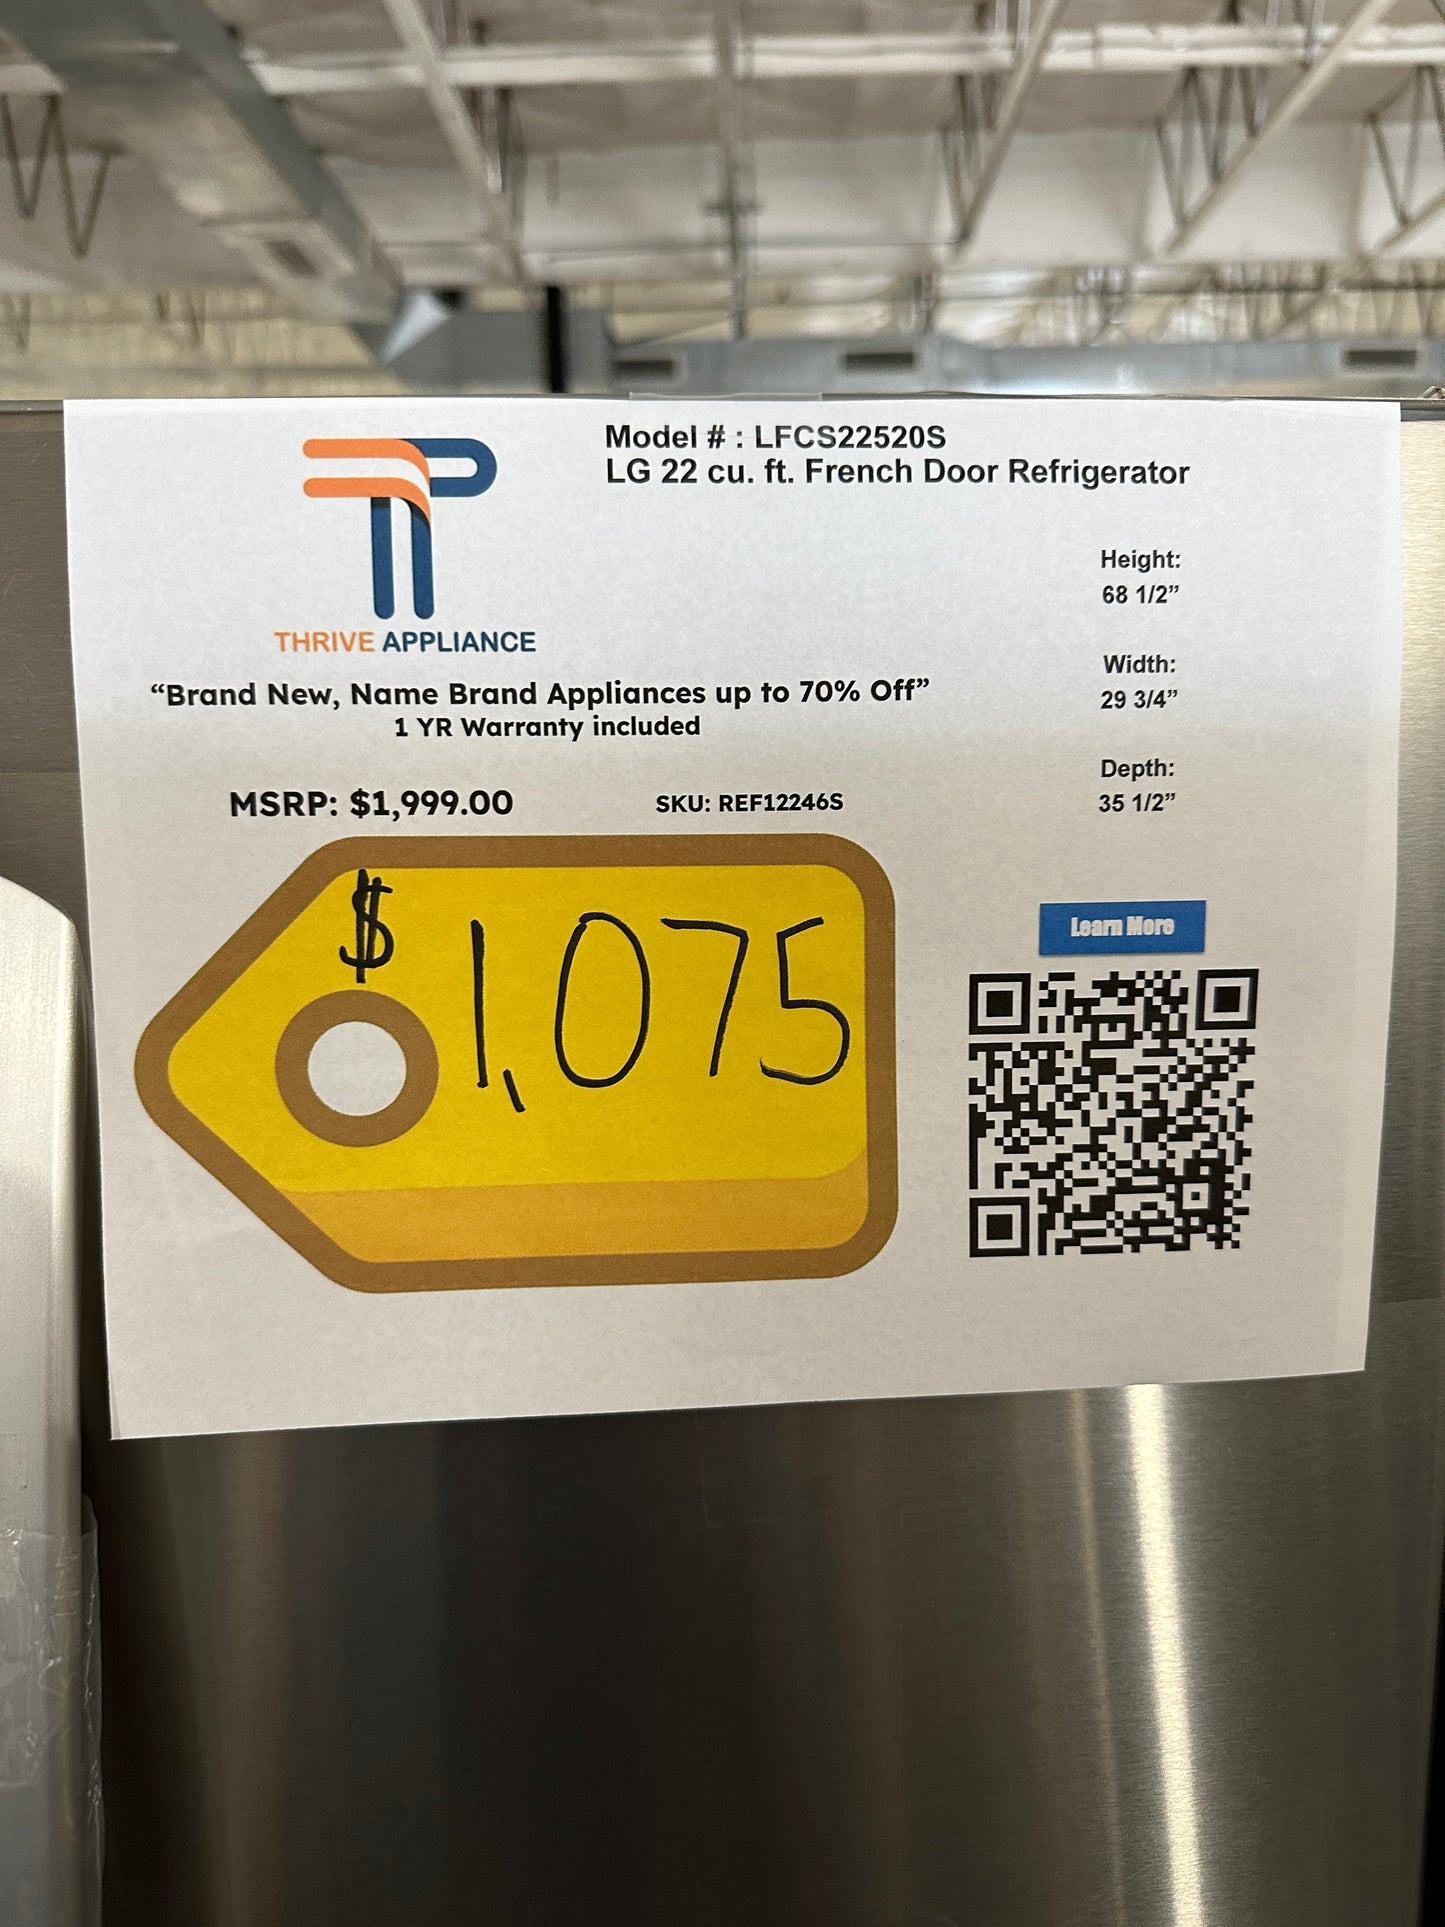 Model # : LFCS22520S
LG 22 cu. ft. French Door Refrigerator
THRIVE APPLIANCE
“Brand New, Name Brand Appliances up to 70% Off”
1 YR Warranty included
MSRP: $1,999.00
SKU: REF12246S
$1,075
Height:
68 1/2”
Width:
29 3/4”
Depth:
35 1/2”
Learn More